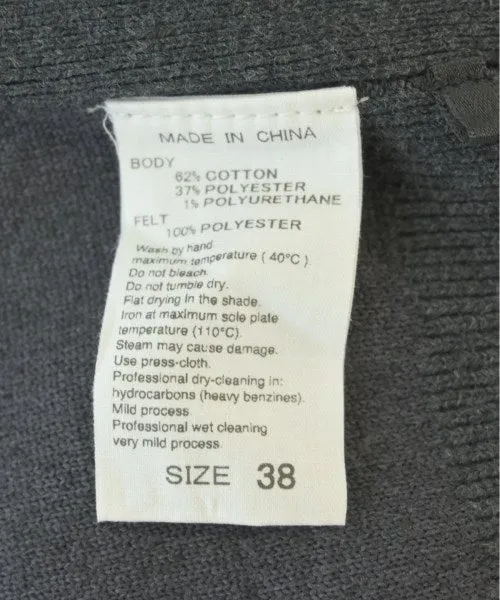 MADE IN CHINA
BODY
62% COTTON
37% POLYESTER
1% POLYURETHANE
FELT
100% POLYESTER
Wash by hand
maximum temperature ( 40°C ).
Do not bleach.
Do not tumble dry.
Flat drying in the shade.
Iron at maximum sole plate
temperature (110°C).
Steam may cause damage.
Use press-cloth.
Professional dry-cleaning in:
hydrocarbons (heavy benzines).
Mild process
Professional wet cleaning
very mild process
SIZE 38